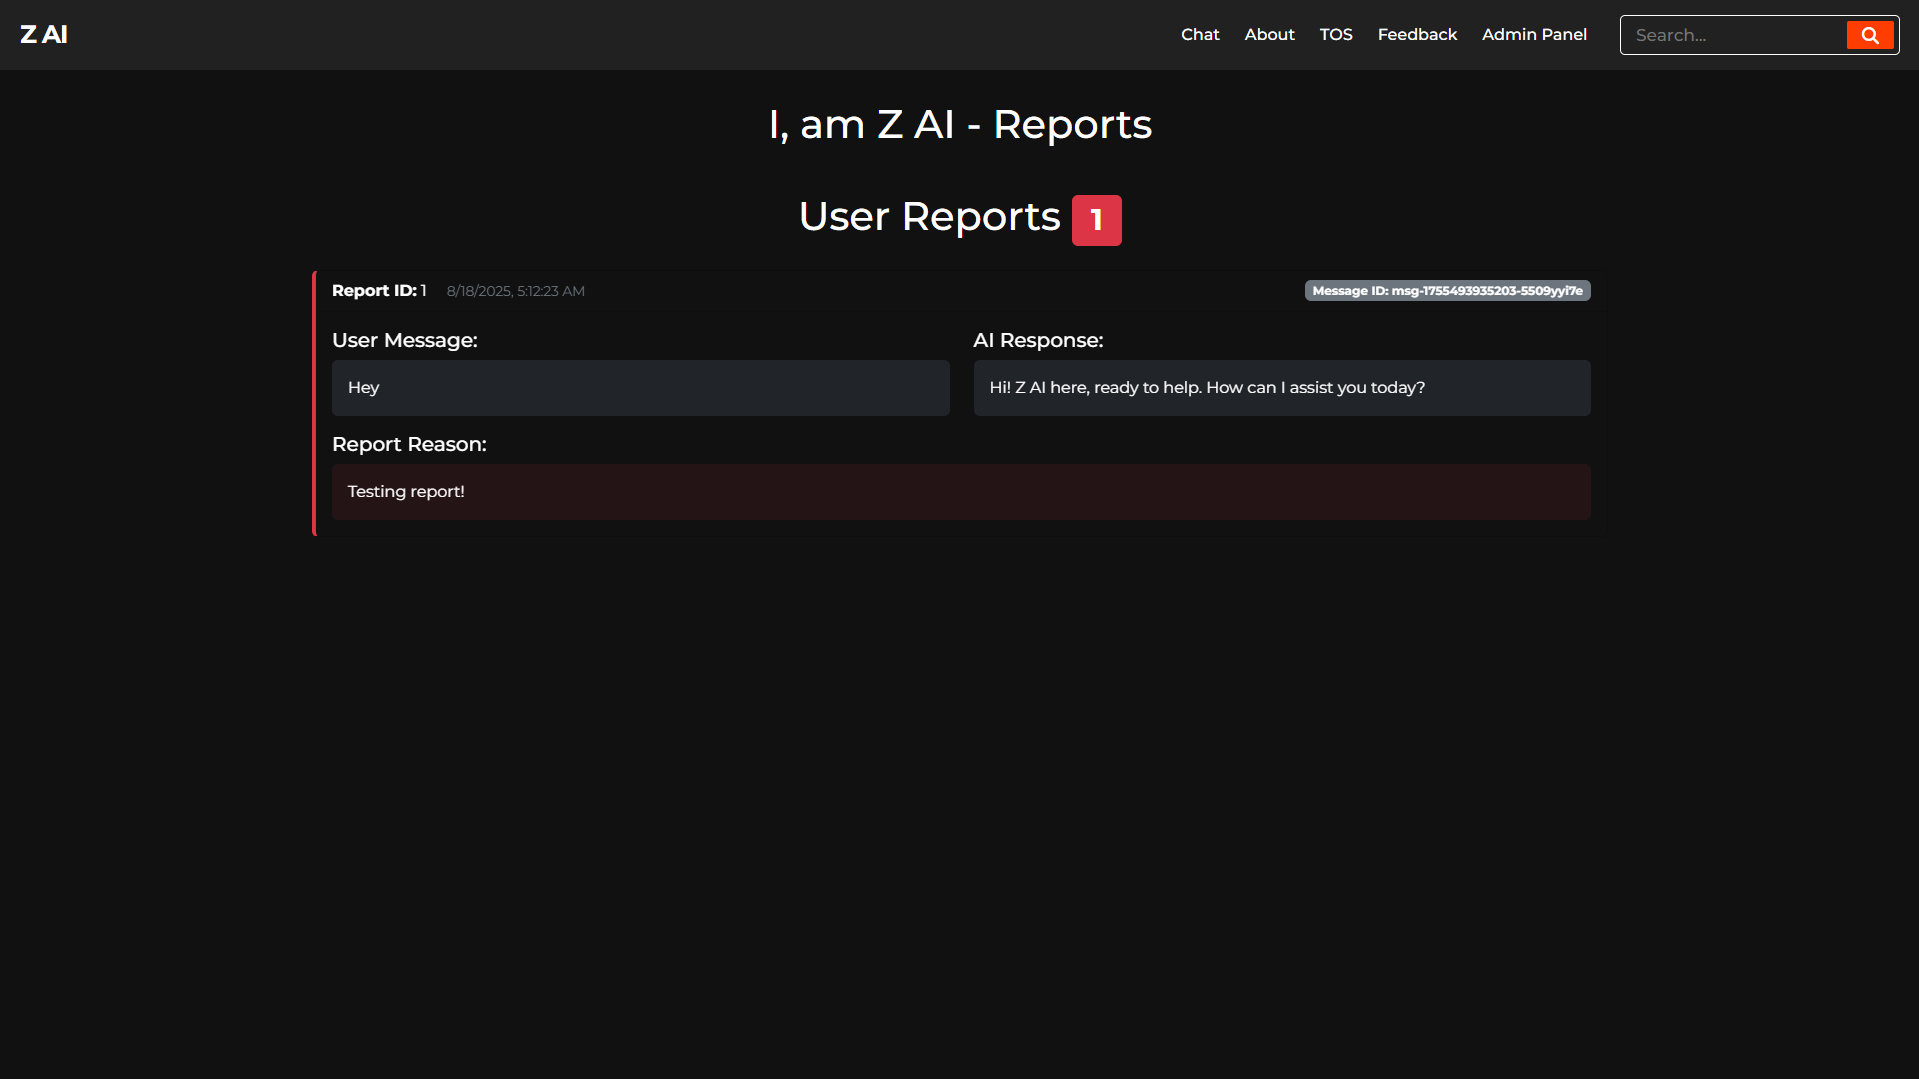 Z AI
Chat About TOS Feedback Admin Panel Search...
I, am Z AI - Reports
User Reports 1
Report ID: 1 8/18/2025, 5:12:23 AM Message ID: msg-1755493935203-5509yyi7e
User Message:
Hey
AI Response:
Hi! Z AI here, ready to help. How can I assist you today?
Report Reason:
Testing report!